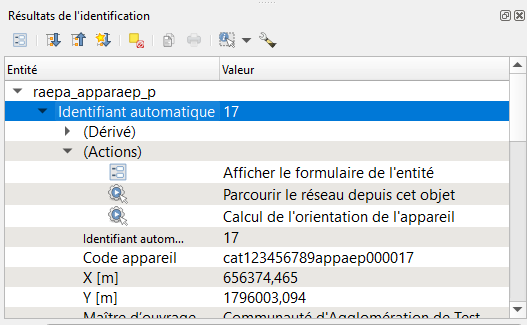 Résultats de l'identification
Entité Valeur
raepa_apparaep_p
Identifiant automatique 17
(Dérivé)
(Actions)
Afficher le formulaire de l'entité
Parcourir le réseau depuis cet objet
Calcul de l'orientation de l'appareil
Identifiant autom... 17
Code appareil cat123456789appaep000017
X [m] 656374,465
Y [m] 1796003,094
Maître d'ouvrage Communauté d'Agglomération de Test